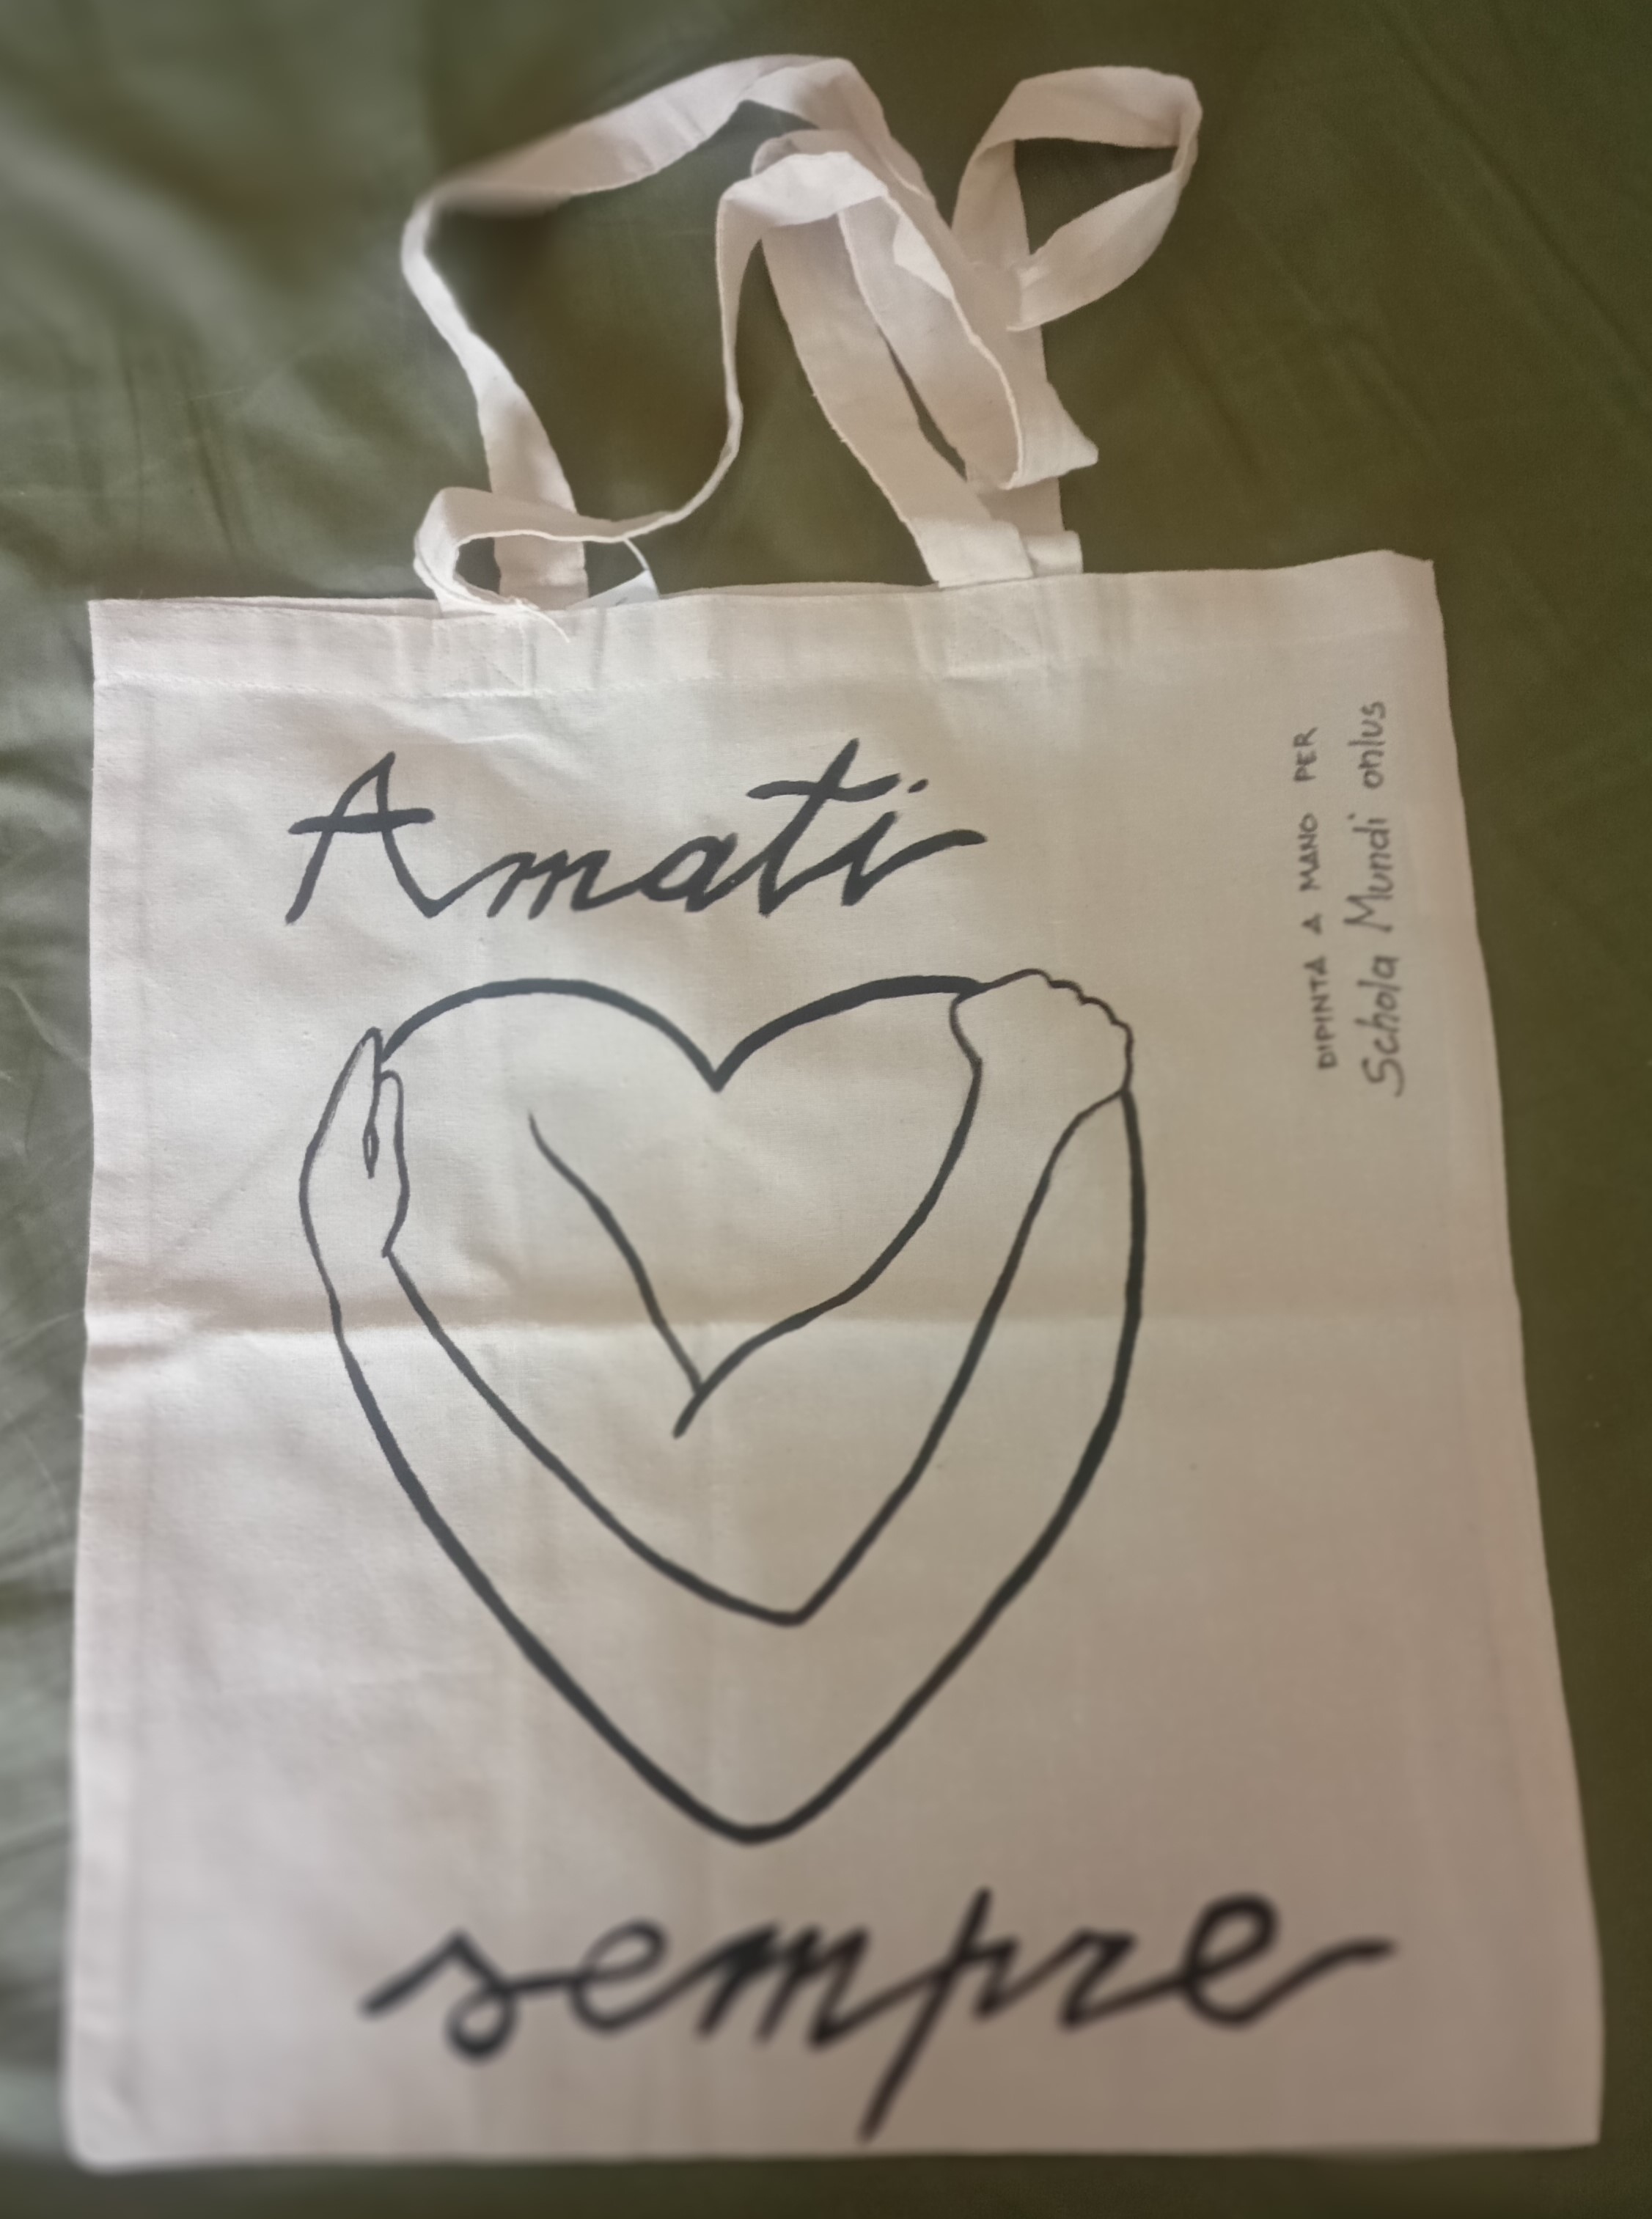 Amati
DIPINTA A MANO PER
Schola Mundi onlus
sempre